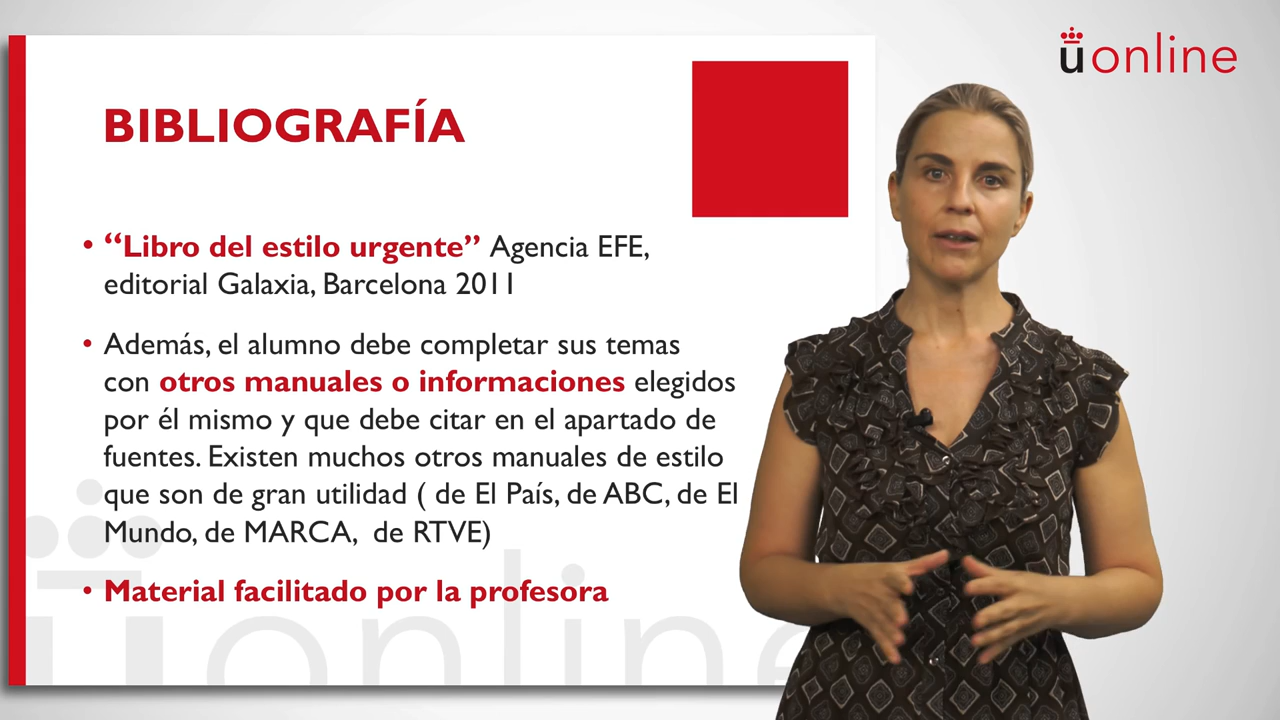 uonline
BIBLIOGRAFÍA
• “Libro del estilo urgente” Agencia EFE,
editorial Galaxia, Barcelona 2011
• Además, el alumno debe completar sus temas
con otros manuales o informaciones elegidos
por él mismo y que debe citar en el apartado de
fuentes. Existen muchos otros manuales de estilo
que son de gran utilidad ( de El País, de ABC, de El
Mundo, de MARCA, de RTVE)
• Material facilitado por la profesora
uonline